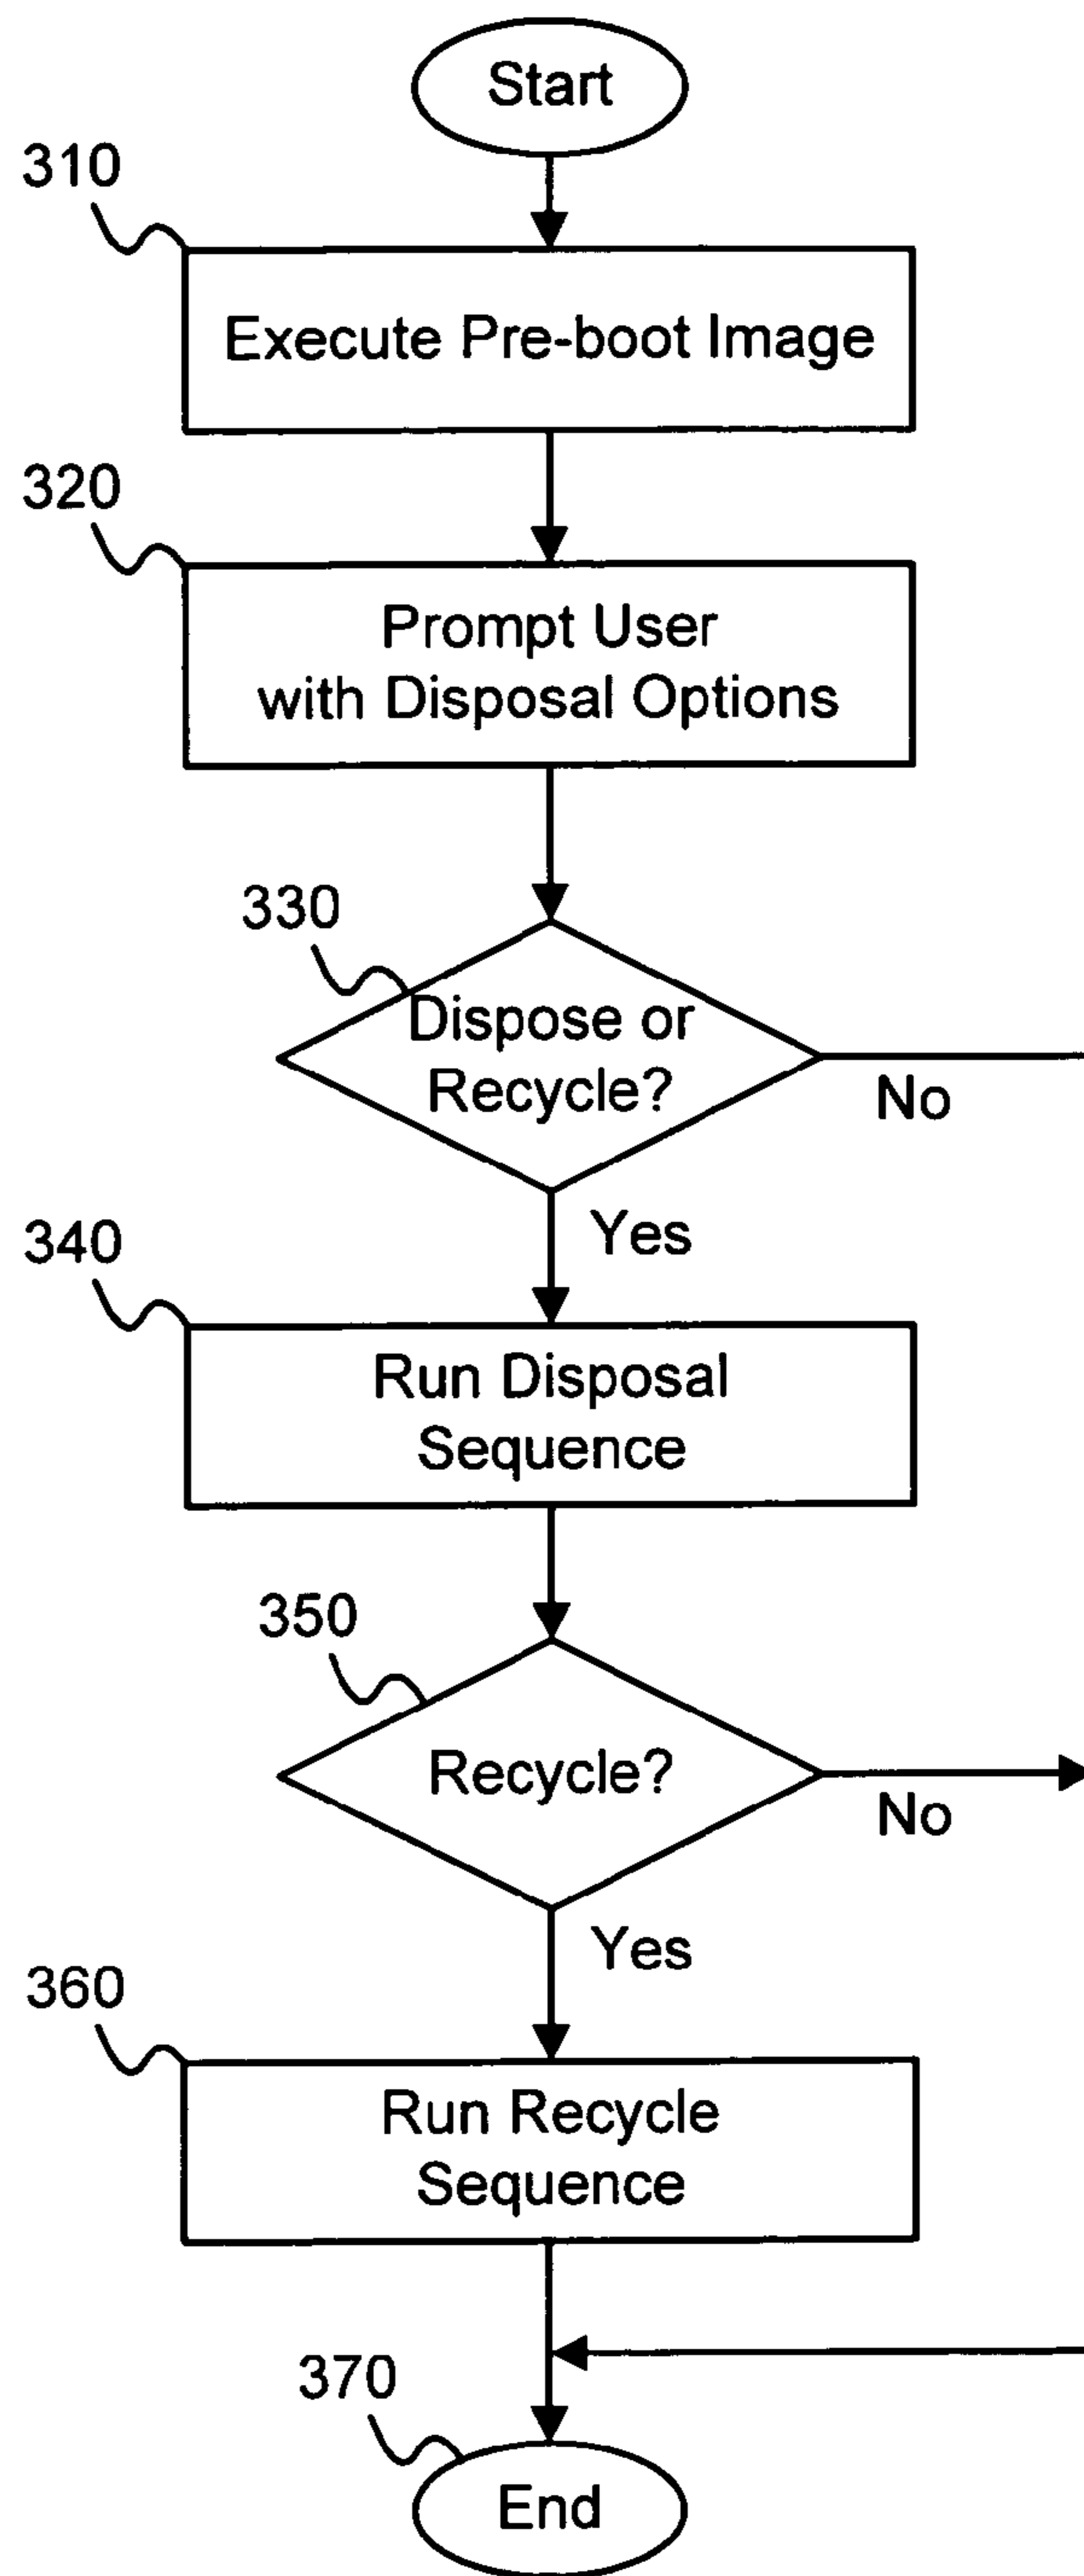 Start
310
Execute Pre-boot Image
320
Prompt User
with Disposal Options
330
Dispose or
Recycle?
No
Yes
340
Run Disposal
Sequence
350
Recycle?
No
Yes
360
Run Recycle
Sequence
370
End